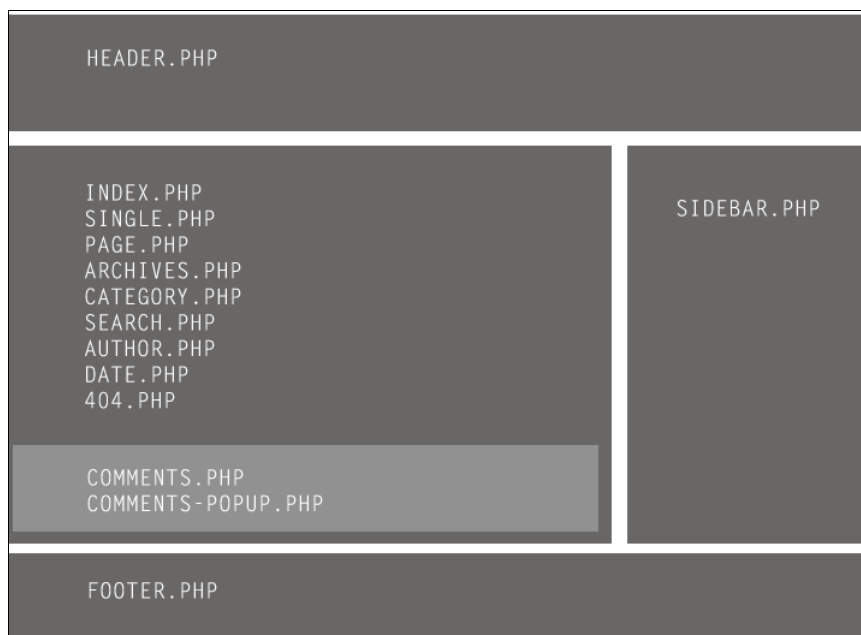 HEADER.PHP
INDEX.PHP
SINGLE.PHP
PAGE.PHP
ARCHIVES.PHP
CATEGORY.PHP
SEARCH.PHP
AUTHOR.PHP
DATE.PHP
404.PHP
COMMENTS.PHP
COMMENTS-POPUP.PHP
SIDEBAR.PHP
FOOTER.PHP